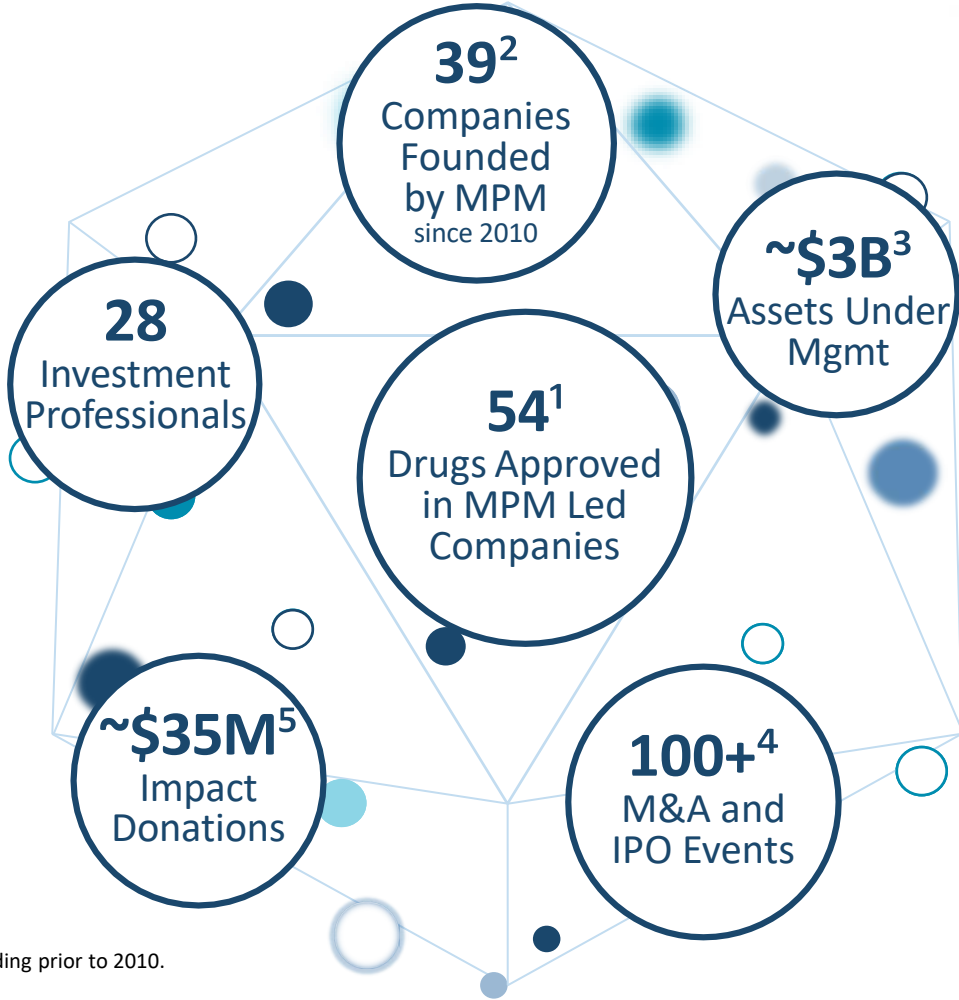 39²
Companies
Founded
by MPM
since 2010
~$3B³
Assets Under
Mgmt
28
Investment
Professionals
54¹
Drugs Approved
in MPM Led
Companies
~$35M⁵
Impact
Donations
100+⁴
M&A and
IPO Events
prior to 2010.